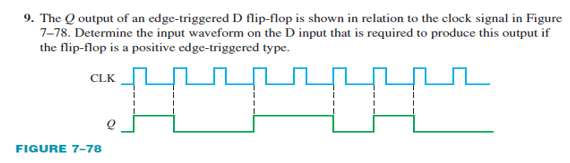 9. The Q output of an edge-triggered D flip-flop is shown in relation to the clock signal in Figure
7–78. Determine the input waveform on the D input that is required to produce this output if
the flip-flop is a positive edge-triggered type.
CLK
Q
FIGURE 7–78